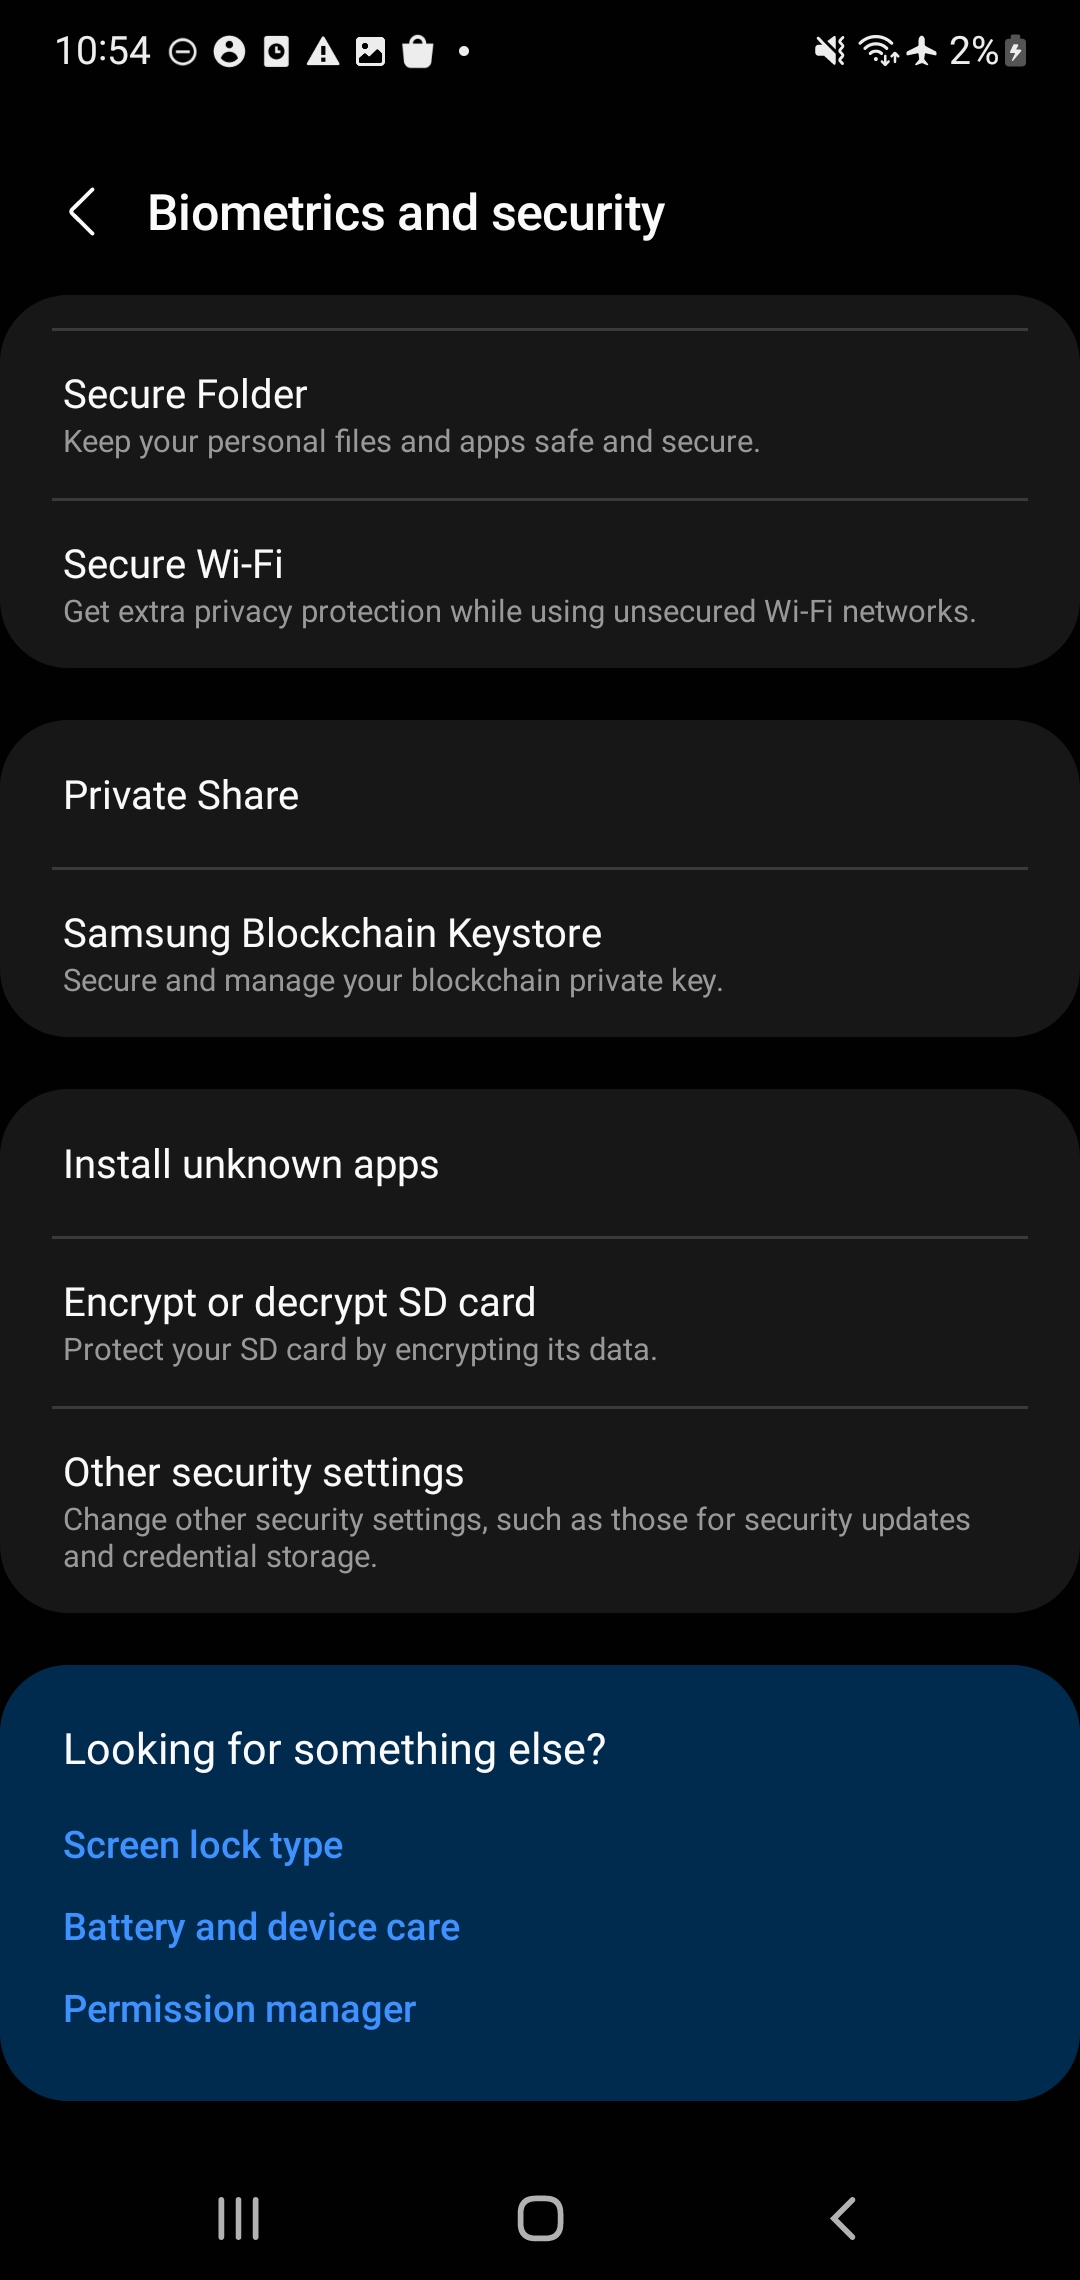 10:54 2%
Biometrics and security
Secure Folder
Keep your personal files and apps safe and secure.
Secure Wi-Fi
Get extra privacy protection while using unsecured Wi-Fi networks.
Private Share
Samsung Blockchain Keystore
Secure and manage your blockchain private key.
Install unknown apps
Encrypt or decrypt SD card
Protect your SD card by encrypting its data.
Other security settings
Change other security settings, such as those for security updates
and credential storage.
Looking for something else?
Screen lock type
Battery and device care
Permission manager